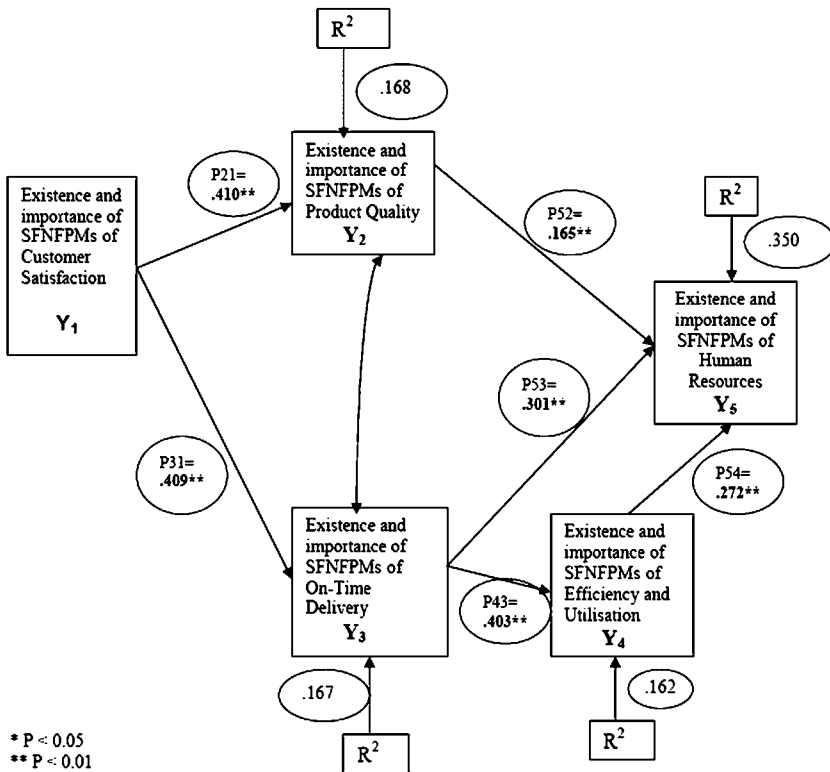 R²
.168
P21=
.410**
Existence and
importance of
SFNFPMs of
Product Quality
Y₂
Existence and
importance of
SFNFPMs of
Customer
Satisfaction
Y₁
P52=
.165**
R²
.350
Existence and
importance of
SFNFPMs of
Human
Resources
Y₅
P53=
.301**
P31=
.409**
P54=
.272**
Existence and
importance of
SFNFPMs of
On-Time
Delivery
Y₃
P43=
.403**
Existence and
importance of
SFNFPMs of
Efficiency and
Utilisation
Y₄
.167
R²
.162
R²
* P < 0.05
** P < 0.01